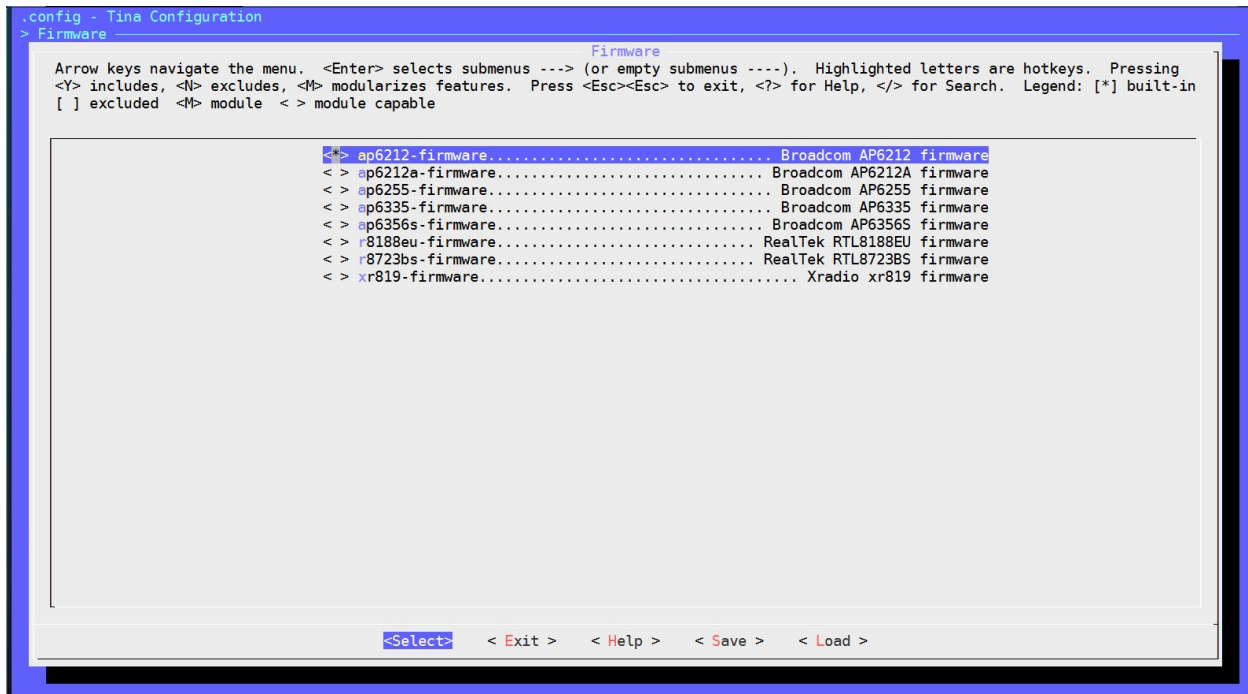 .config - Tina Configuration
> Firmware
Firmware
Arrow keys navigate the menu.  <Enter> selects submenus ---> (or empty submenus ----).  Highlighted letters are hotkeys.  Pressing
<Y> includes, <N> excludes, <M> modularizes features.  Press <Esc><Esc> to exit, <?> for Help, </> for Search.  Legend: [*] built-in
[ ] excluded  <M> module  < > module capable
<*> ap6212-firmware................................. Broadcom AP6212 firmware
< > ap6212a-firmware............................... Broadcom AP6212A firmware
< > ap6255-firmware................................. Broadcom AP6255 firmware
< > ap6335-firmware................................. Broadcom AP6335 firmware
< > ap6356s-firmware............................... Broadcom AP6356S firmware
< > r8188eu-firmware.............................. RealTek RTL8188EU firmware
< > r8723bs-firmware.............................. RealTek RTL8723BS firmware
< > xr819-firmware..................................... Xradio xr819 firmware
<Select>    < Exit >    < Help >    < Save >    < Load >